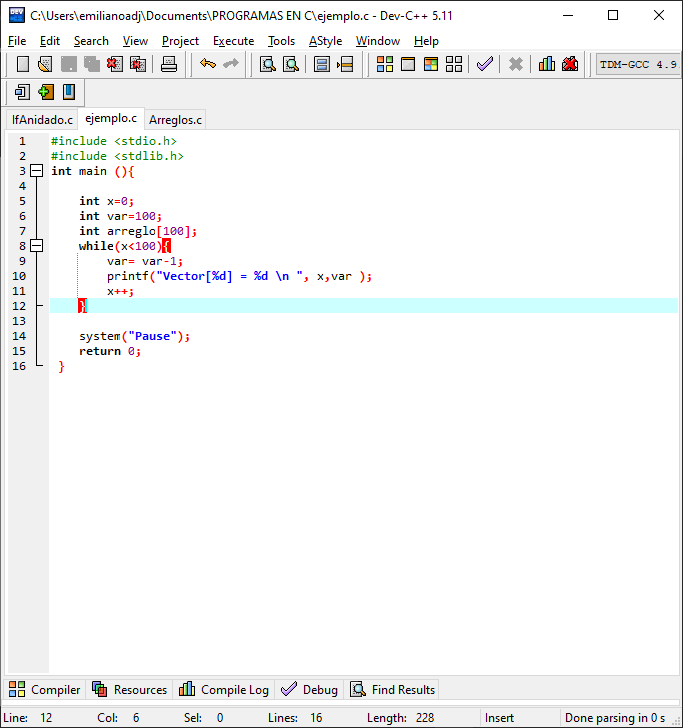 C:\Users\emilianoadj\Documents\PROGRAMAS EN C\ejemplo.c - Dev-C++ 5.11
File Edit Search View Project Execute Tools AStyle Window Help
TDM-GCC 4.9
IfAnidado.c ejemplo.c Arreglos.c
1 #include <stdio.h>
2 #include <stdlib.h>
3 int main (){
4
5 int x=0;
6 int var=100;
7 int arreglo[100];
8 while(x<100){
9 var= var-1;
10 printf("Vector[%d] = %d \n ", x,var );
11 x++;
12 }
13
14 system("Pause");
15 return 0;
16 }
Compiler Resources Compile Log Debug Find Results
Line: 12 Col: 6 Sel: 0 Lines: 16 Length: 228 Insert Done parsing in 0 s